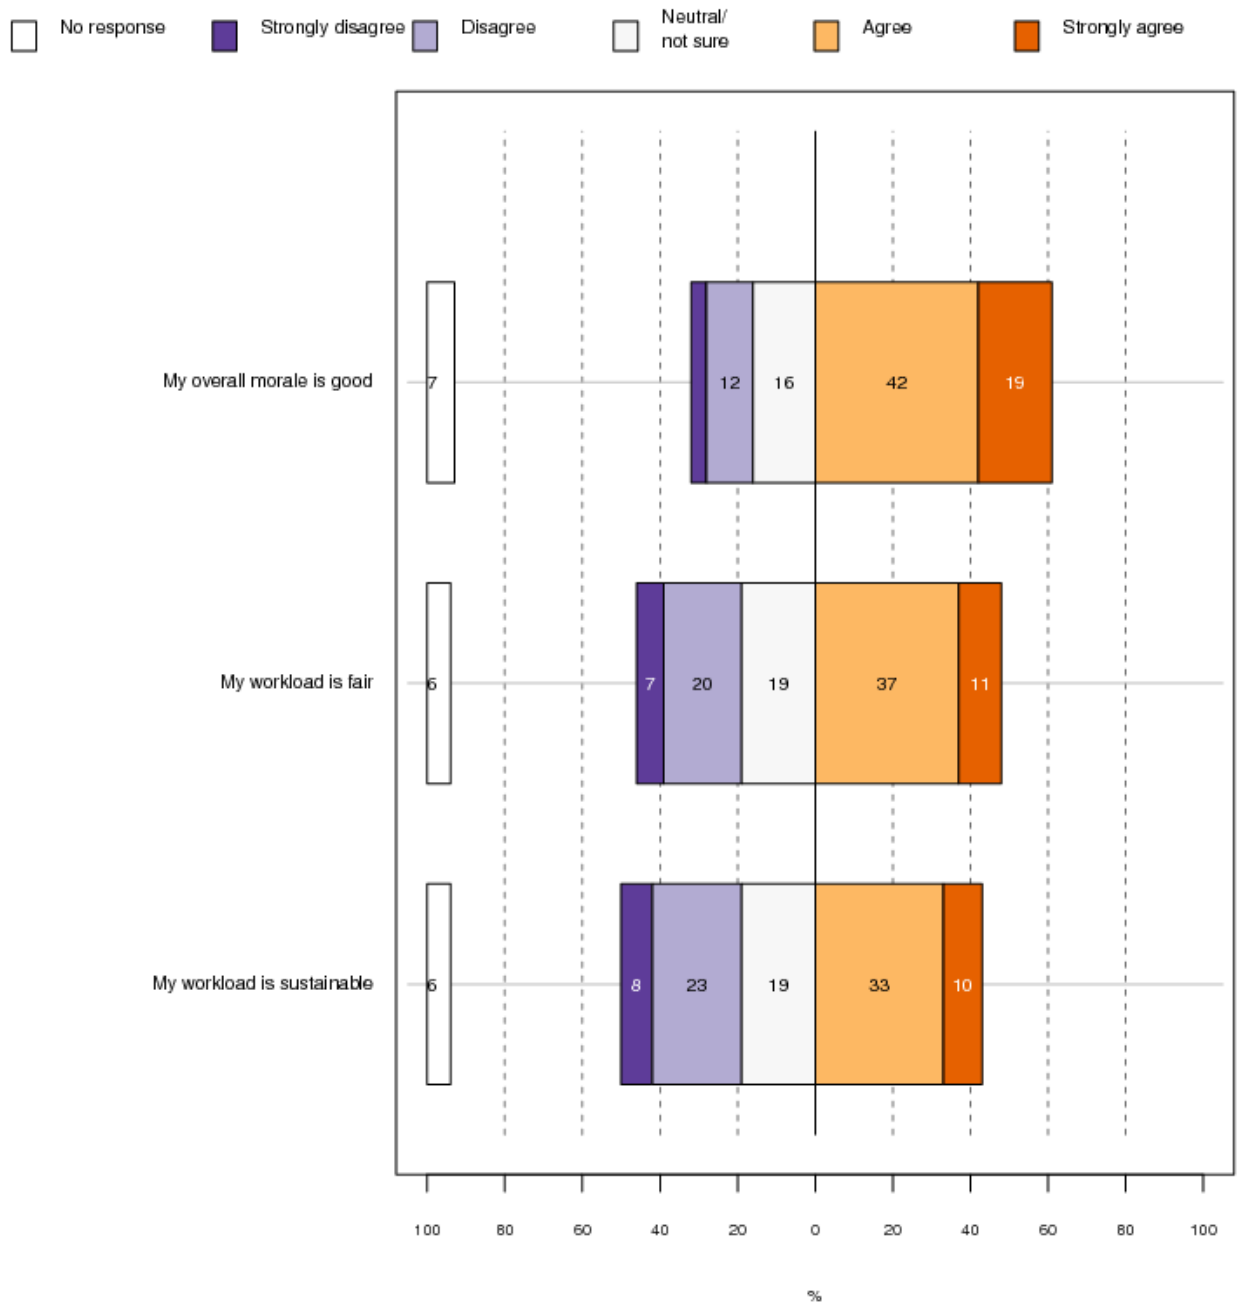 No response
Strongly disagree
Disagree
Neutral/
not sure
Agree
Strongly agree
My overall morale is good
7
12
16
42
19
My workload is fair
6
7
20
19
37
11
My workload is sustainable
6
8
23
19
33
10
100
80
60
40
20
0
20
40
60
80
100
%